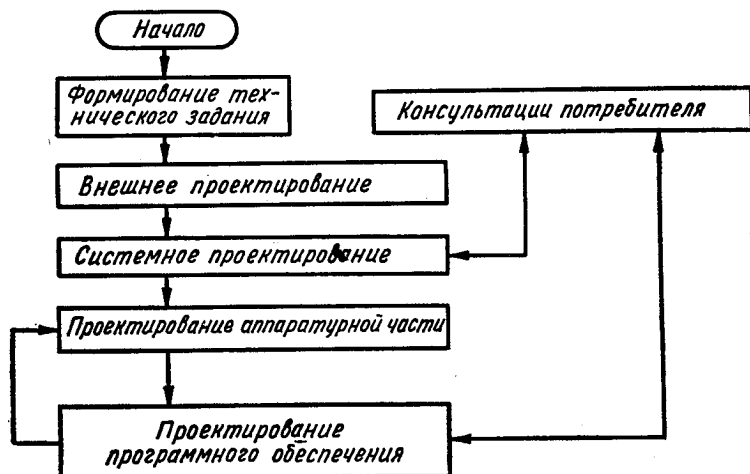 Начало
Формирование тех-
нического задания
Консультации потребителя
Внешнее проектирование
Системное проектирование
Проектирование аппаратурной части
Проектирование
программного обеспечения